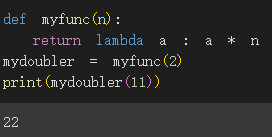 def myfunc(n):
    return lambda a : a * n
mydoubler = myfunc(2)
print(mydoubler(11))
22